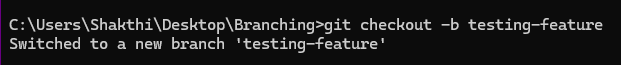 C:\Users\Shakthi\Desktop\Branching>git checkout -b testing-feature
Switched to a new branch 'testing-feature'